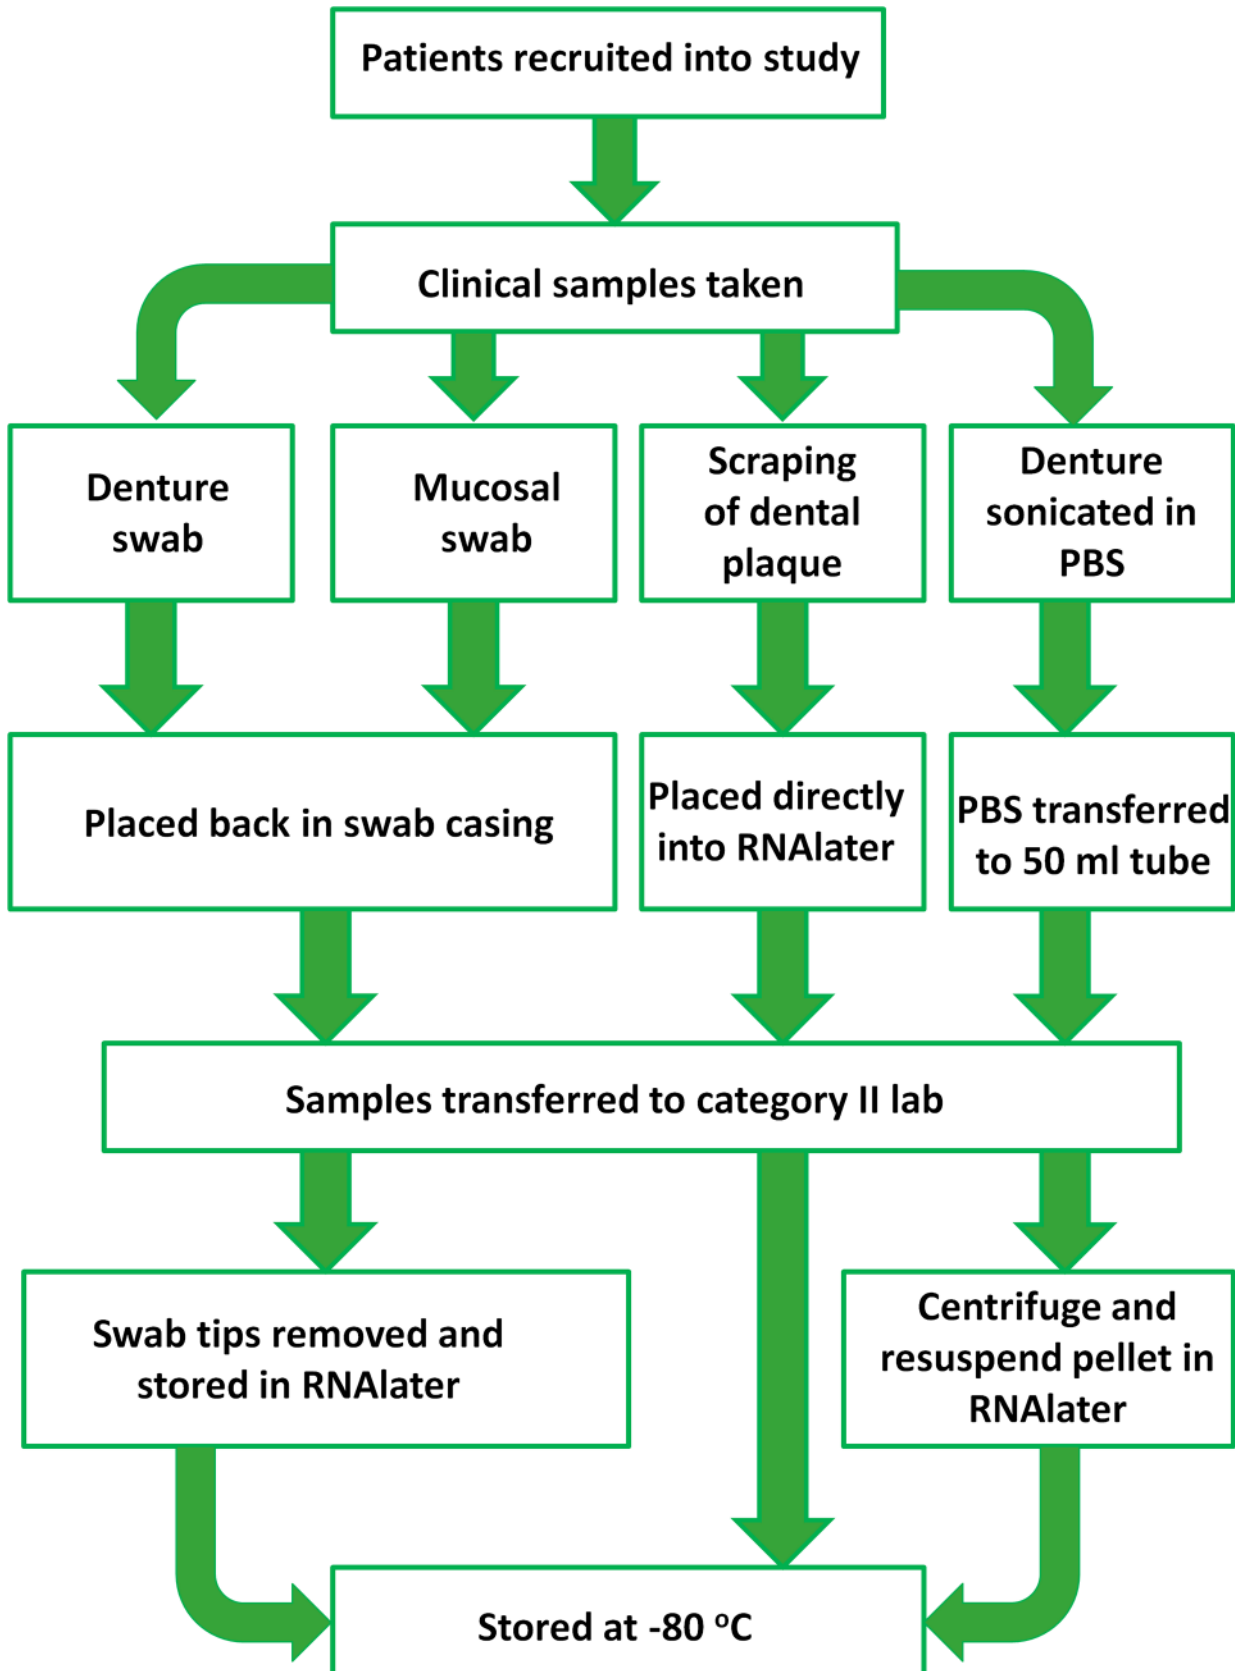 Patients recruited into study
Clinical samples taken
Denture
swab
Mucosal
swab
Scraping
of dental
plaque
Denture
sonicated in
PBS
Placed back in swab casing
Placed directly
into RNAlater
PBS transferred
to 50 ml tube
Samples transferred to category II lab
Swab tips removed and
stored in RNAlater
Centrifuge and
resuspend pellet in
RNAlater
Stored at -80 ºC